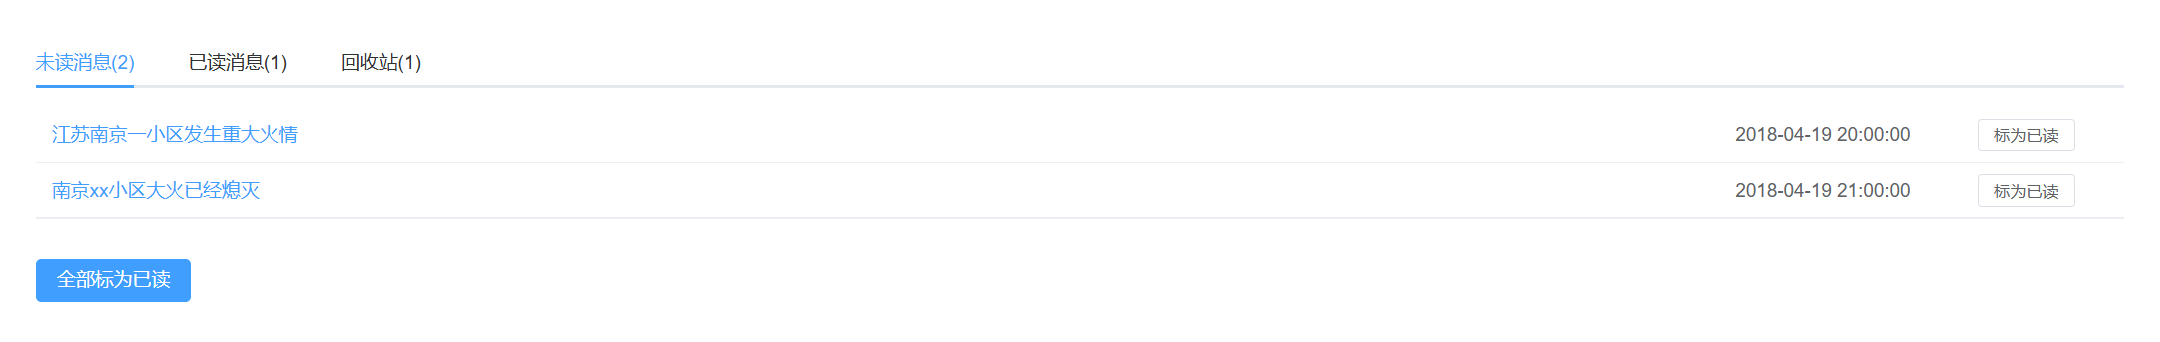 未读消息(2) 已读消息(1) 回收站(1)
江苏南京一小区发生重大火情 2018-04-19 20:00:00 标为已读
南京xx小区大火已经熄灭 2018-04-19 21:00:00 标为已读
全部标为已读